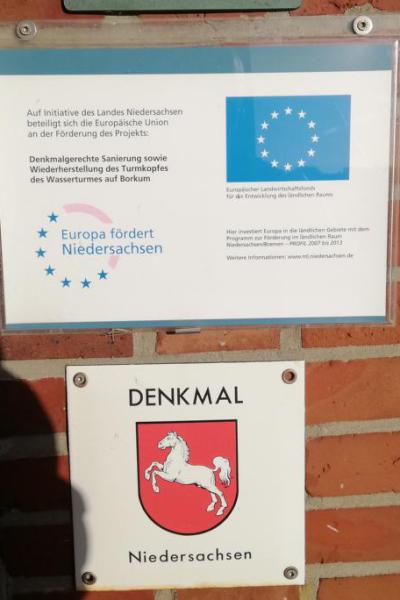 Auf Initiative des Landes Niedersachsen
beteiligt sich die Europäische Union
an der Förderung des Projekts:
Denkmalgerechte Sanierung sowie
Wiederherstellung des Turmkopfes
des Wasserturmes auf Borkum
Europa fördert
Niedersachsen
Europäischer Landwirtschaftsfonds
für die Entwicklung des ländlichen Raums
Hier investiert Europa in die ländlichen Gebiete mit dem
Programm zur Förderung im ländlichen Raum
Niedersachsen/Bremen – PROFIL 2007 bis 2013
Weitere Informationen: www.ml.niedersachsen.de
DENKMAL
Niedersachsen